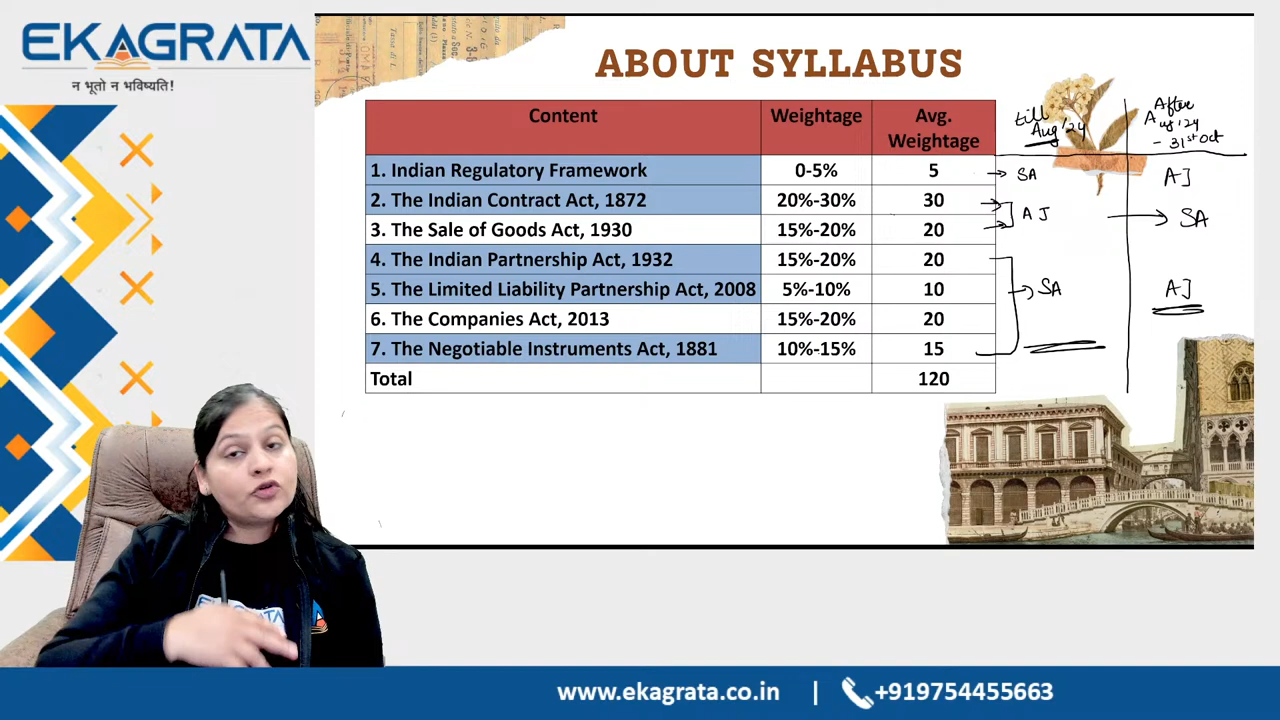 EKAGRATA
न भूतो न भविष्यति!
ABOUT SYLLABUS
Content Weightage Avg. Weightage
till Aug'24
After Aug'24 - 31st Oct
1. Indian Regulatory Framework 0-5% 5 → SA AJ
2. The Indian Contract Act, 1872 20%-30% 30
AJ → SA
3. The Sale of Goods Act, 1930 15%-20% 20
4. The Indian Partnership Act, 1932 15%-20% 20
5. The Limited Liability Partnership Act, 2008 5%-10% 10 → SA AJ
6. The Companies Act, 2013 15%-20% 20
7. The Negotiable Instruments Act, 1881 10%-15% 15
Total 120
EKAGRATA
www.ekagrata.co.in | +919754455663